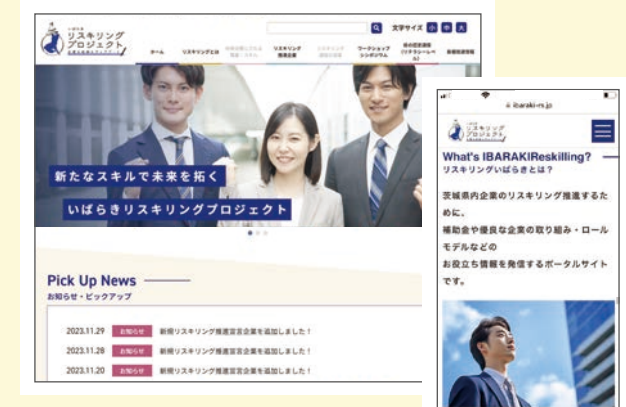 リスキリング
プロジェクト
文字サイズ 小 中 大
ホーム
リスキリングとは
リスキリング
推進企業
ワークショップ
シンポジウム
新たなスキルで未来を拓く
いばらきリスキリングプロジェクト
Pick Up News
お知らせ・ピックアップ
2023.11.29 お知らせ 新規リスキリング推進宣言企業を追加しました！
2023.11.28 お知らせ 新規リスキリング推進宣言企業を追加しました！
2023.11.20 お知らせ 新規リスキリング推進宣言企業を追加しました！
ibaraki-rs.jp
リスキリング
プロジェクト
What's IBARAKIReskilling?
リスキリングいばらきとは？
茨城県内企業のリスキリング推進するた
めに、
補助金や優良な企業の取り組み・ロール
モデルなどの
お役立ち情報を発信するポータルサイト
です。